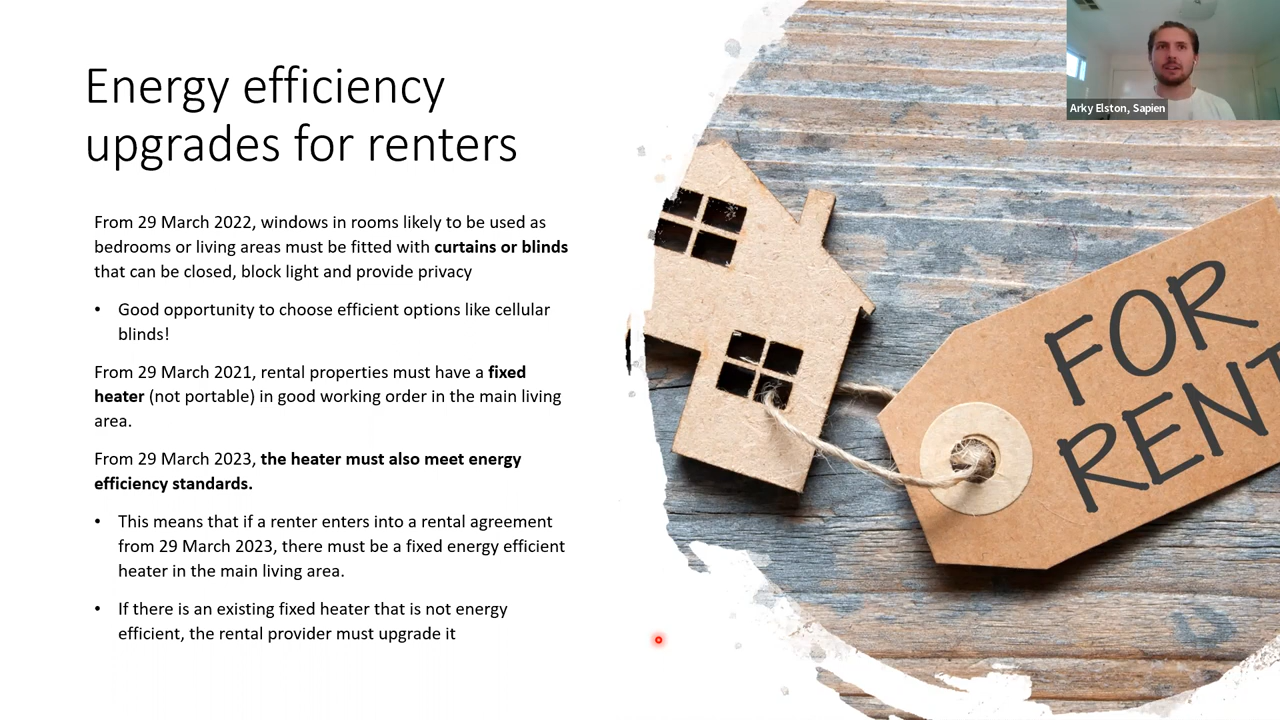 Energy efficiency
upgrades for renters
From 29 March 2022, windows in rooms likely to be used as
bedrooms or living areas must be fitted with curtains or blinds
that can be closed, block light and provide privacy
• Good opportunity to choose efficient options like cellular
blinds!
From 29 March 2021, rental properties must have a fixed
heater (not portable) in good working order in the main living
area.
From 29 March 2023, the heater must also meet energy
efficiency standards.
• This means that if a renter enters into a rental agreement
from 29 March 2023, there must be a fixed energy efficient
heater in the main living area.
• If there is an existing fixed heater that is not energy
efficient, the rental provider must upgrade it
FOR
RENT
Arky Elston, Sapien